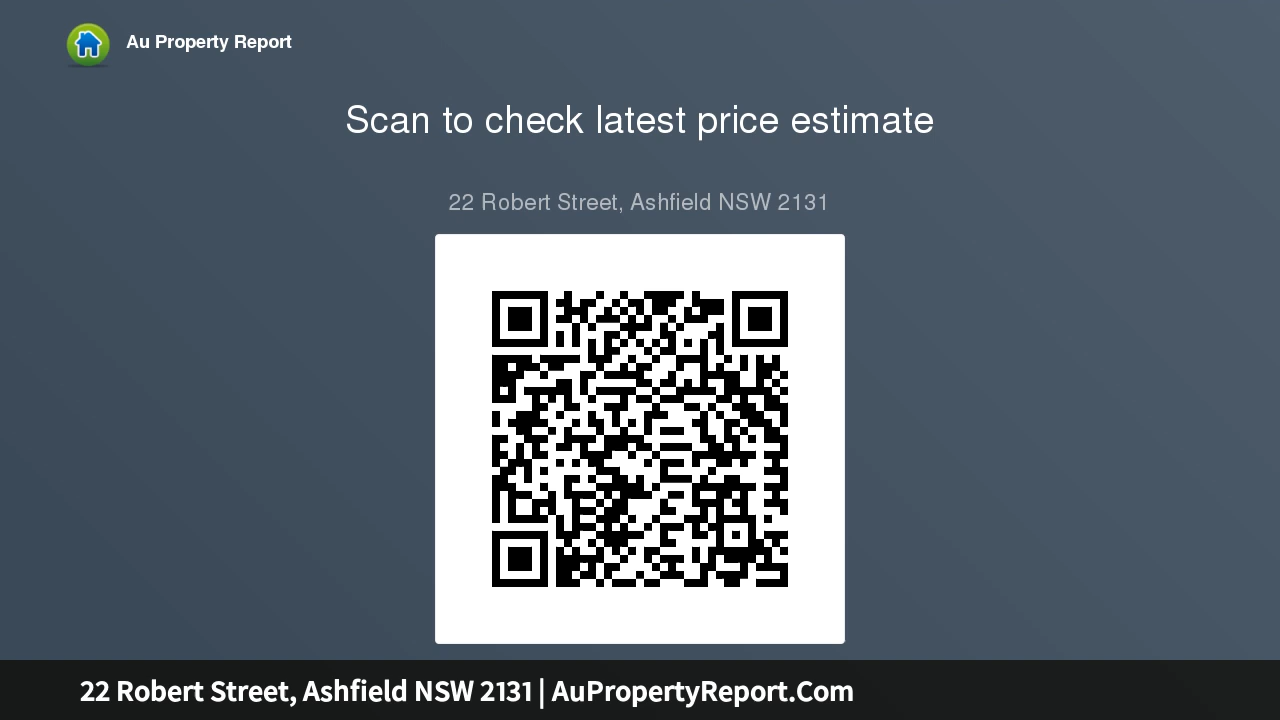 Au Property Report
Scan to check latest price estimate
22 Robert Street, Ashfield NSW 2131
22 Robert Street, Ashfield NSW 2131 | AuPropertyReport.Com